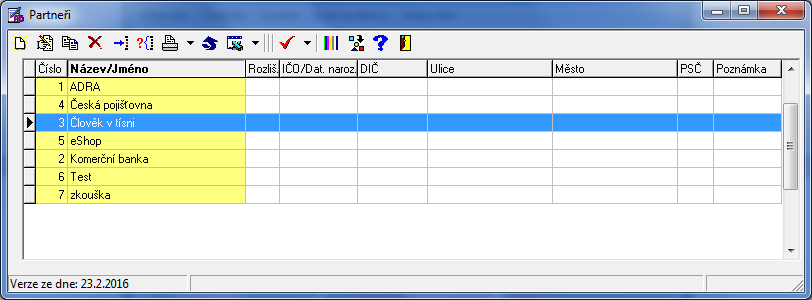 Partneři
Číslo Název/Jméno Rozliš. IČO/Dat. naroz. DIČ Ulice Město PSČ Poznámka
1 ADRA
4 Česká pojišťovna
3 Člověk v tísni
5 eShop
2 Komerční banka
6 Test
7 zkouška
Verze ze dne: 23.2.2016